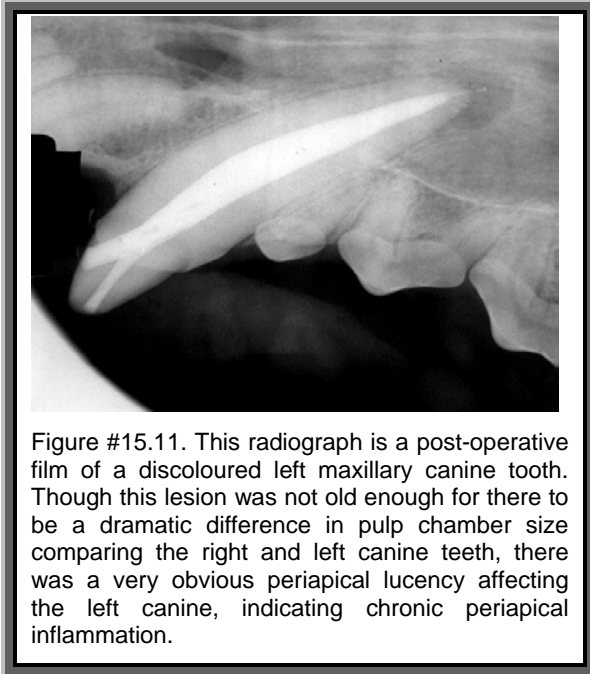 Figure #15.11. This radiograph is a post-operative
film of a discoloured left maxillary canine tooth.
Though this lesion was not old enough for there to
be a dramatic difference in pulp chamber size
comparing the right and left canine teeth, there
was a very obvious periapical lucency affecting
the left canine, indicating chronic periapical
inflammation.